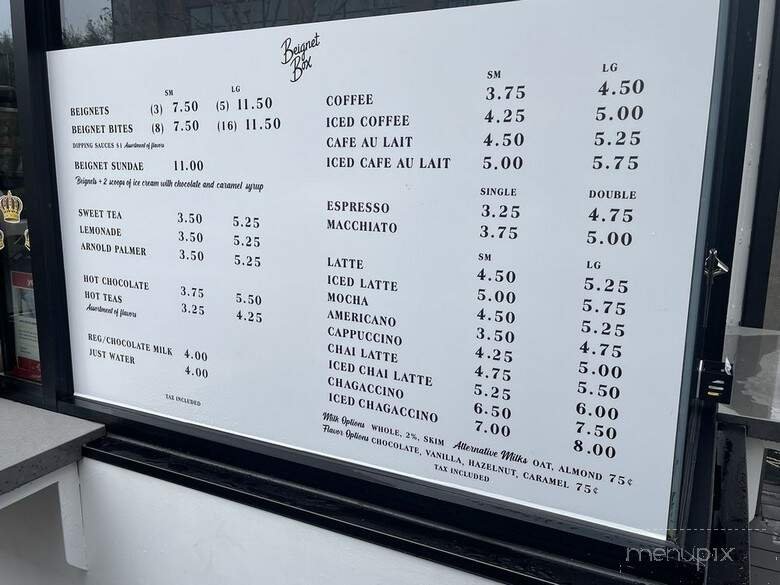 Beignet
Box
SM LG
BEIGNETS (3) 7.50 (5) 11.50
BEIGNET BITES (8) 7.50 (16) 11.50
DIPPING SAUCES $1 Assortment of flavors
BEIGNET SUNDAE 11.00
Beignets + 2 scoops of ice cream with chocolate and caramel syrup
SWEET TEA 3.50 5.25
LEMONADE 3.50 5.25
ARNOLD PALMER 3.50 5.25
HOT CHOCOLATE 3.75 5.50
HOT TEAS 3.25 4.25
Assortment of flavors
REG/CHOCOLATE MILK 4.00
JUST WATER 4.00
TAX INCLUDED
SM LG
COFFEE 3.75 4.50
ICED COFFEE 4.25 5.00
CAFE AU LAIT 4.50 5.25
ICED CAFE AU LAIT 5.00 5.75
SINGLE DOUBLE
ESPRESSO 3.25 4.75
MACCHIATO 3.75 5.00
SM LG
LATTE 4.50 5.25
ICED LATTE 5.00 5.75
MOCHA 4.50 5.25
AMERICANO 3.50 4.75
CAPPUCCINO 4.25 5.00
CHAI LATTE 4.75 5.50
ICED CHAI LATTE 5.25 6.00
CHAGACCINO 6.50 7.50
ICED CHAGACCINO 7.00 8.00
Milk Options WHOLE, 2%, SKIM Alternative Milks OAT, ALMOND 75¢
Flavor Options CHOCOLATE, VANILLA, HAZELNUT, CARAMEL 75¢
TAX INCLUDED
menupix